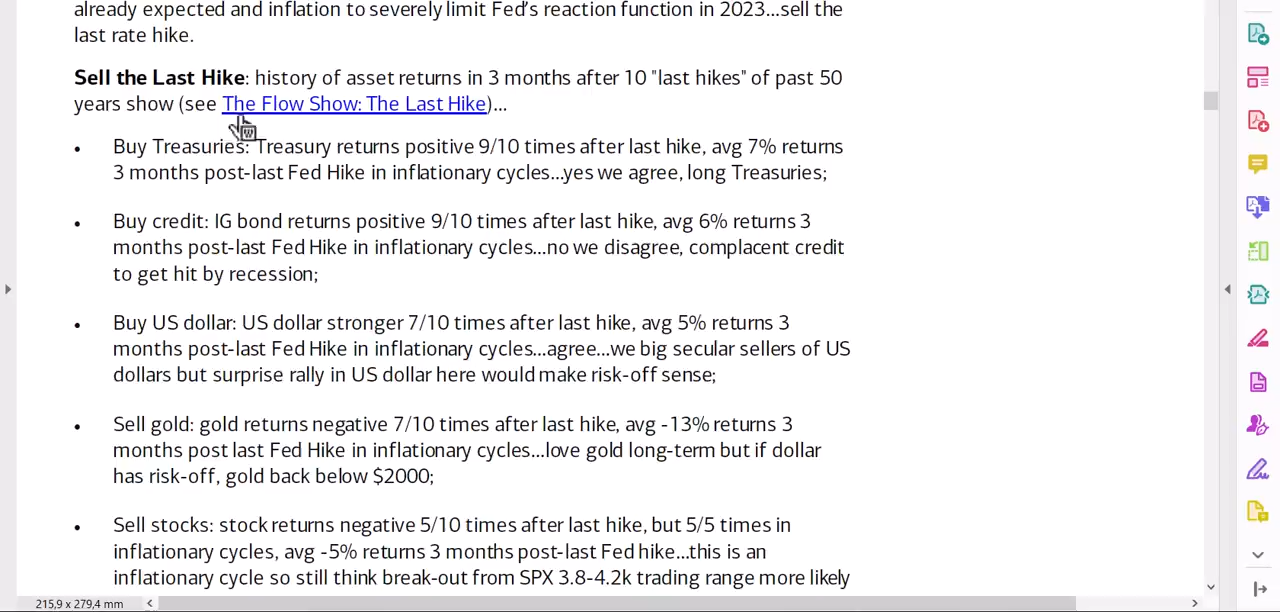 already expected and inflation to severely limit Fed's reaction function in 2023...sell the
last rate hike.
Sell the Last Hike: history of asset returns in 3 months after 10 "last hikes" of past 50
years show (see The Flow Show: The Last Hike)...
• Buy Treasuries: Treasury returns positive 9/10 times after last hike, avg 7% returns
3 months post-last Fed Hike in inflationary cycles...yes we agree, long Treasuries;
• Buy credit: IG bond returns positive 9/10 times after last hike, avg 6% returns 3
months post-last Fed Hike in inflationary cycles...no we disagree, complacent credit
to get hit by recession;
• Buy US dollar: US dollar stronger 7/10 times after last hike, avg 5% returns 3
months post-last Fed Hike in inflationary cycles...agree...we big secular sellers of US
dollars but surprise rally in US dollar here would make risk-off sense;
• Sell gold: gold returns negative 7/10 times after last hike, avg -13% returns 3
months post last Fed Hike in inflationary cycles...love gold long-term but if dollar
has risk-off, gold back below $2000;
• Sell stocks: stock returns negative 5/10 times after last hike, but 5/5 times in
inflationary cycles, avg -5% returns 3 months post-last Fed hike...this is an
inflationary cycle so still think break-out from SPX 3.8-4.2k trading range more likely
215,9 x 279,4 mm